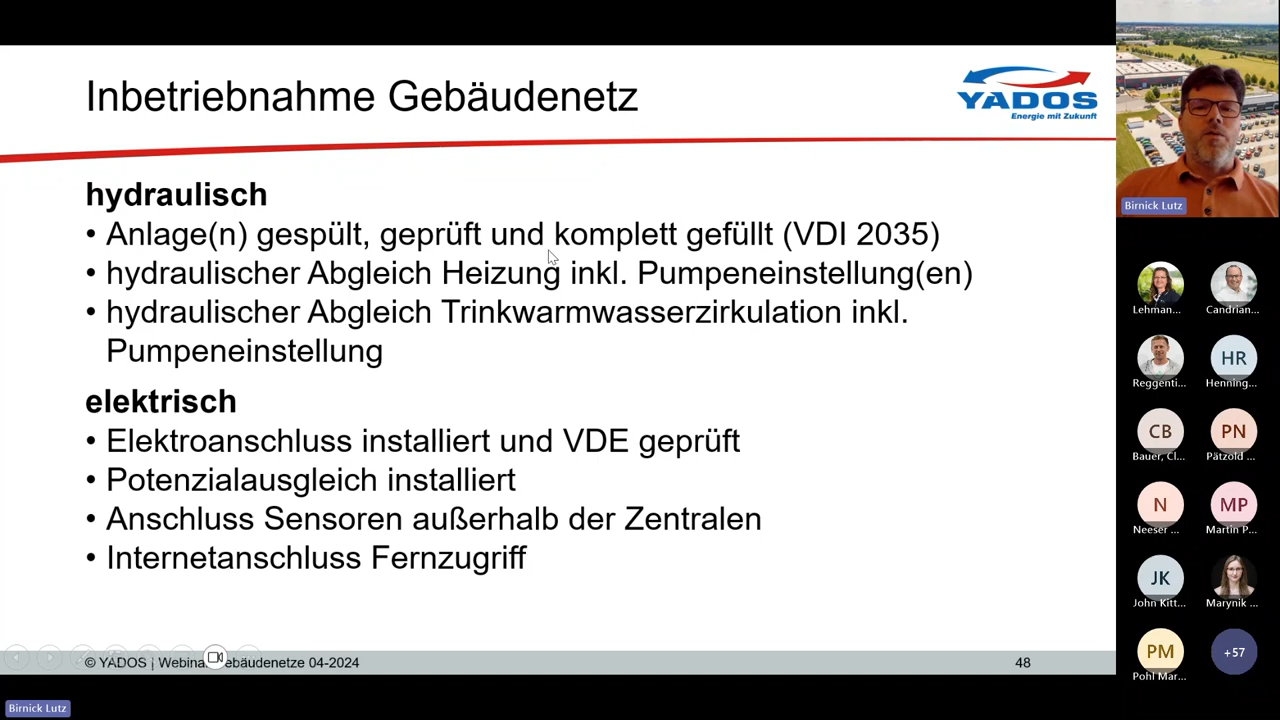 Inbetriebnahme Gebäudenetz
YADOS
Energie mit Zukunft
hydraulisch
• Anlage(n) gespült, geprüft und komplett gefüllt (VDI 2035)
• hydraulischer Abgleich Heizung inkl. Pumpeneinstellung(en)
• hydraulischer Abgleich Trinkwarmwasserzirkulation inkl.
Pumpeneinstellung
elektrisch
• Elektroanschluss installiert und VDE geprüft
• Potenzialausgleich installiert
• Anschluss Sensoren außerhalb der Zentralen
• Internetanschluss Fernzugriff
© YADOS | Webina ebäudenetze 04-2024
48
Birnick Lutz
Birnick Lutz
Lehman...
Candrian...
Reggenti...
HR
Henning...
CB
PN
Bauer, Cl...
Pätzold ...
N
MP
Neeser ...
Martin P...
JK
John Kitt...
Marynik ...
PM
+57
Pohl Mar...